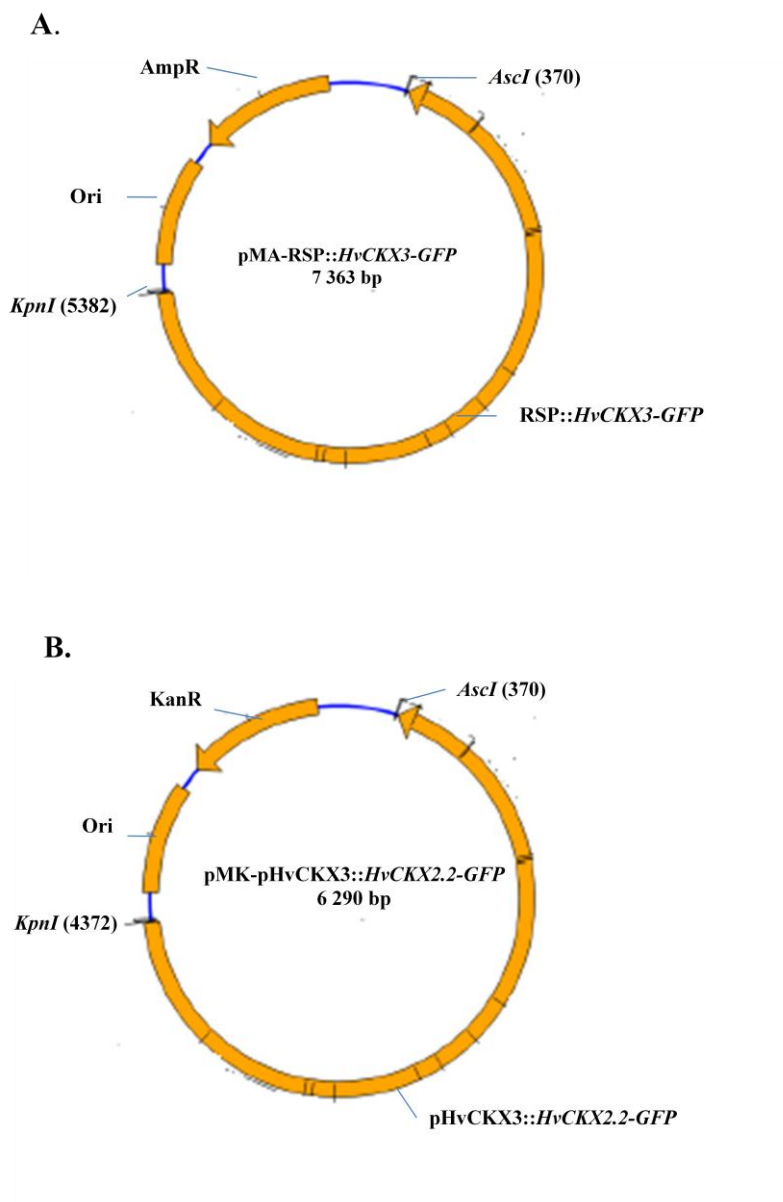 A.
AmpR
AscI (370)
Ori
pMA-RSP::HvCKX3-GFP
7 363 bp
KpnI (5382)
RSP::HvCKX3-GFP
B.
KanR
AscI (370)
Ori
pMK-pHvCKX3::HvCKX2.2-GFP
6 290 bp
KpnI (4372)
pHvCKX3::HvCKX2.2-GFP